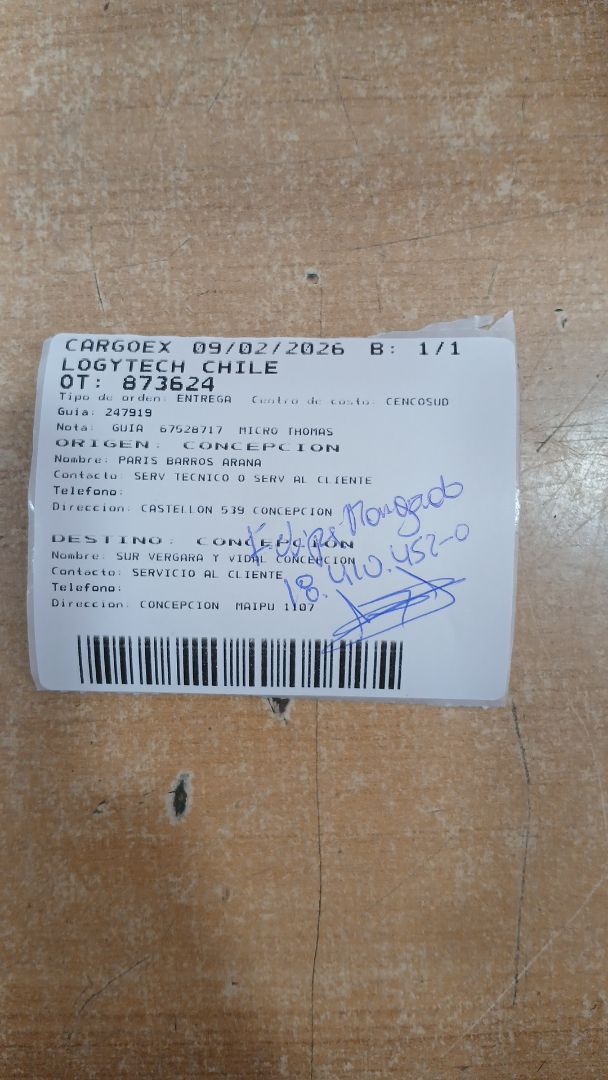 CARGOEX 09/02/2026 B: 1/1
LOGYTECH CHILE
OT: 873624
Tipo de orden: ENTREGA Centro de costo: CENCOSUD
Guia: 247919
Nota: GUIA 67528717 MICRO THOMAS
ORIGEN: CONCEPCION
Nombre: PARIS BARROS ARANA
Contacto: SERV TECNICO O SERV AL CLIENTE
Telefono:
Direccion: CASTELLON 539 CONCEPCION
DESTINO: CONCEPCION
Nombre: SUR VERGARA Y VIDAL CONCEPCION
Contacto: SERVICIO AL CLIENTE
Telefono:
Direccion: CONCEPCION MAIPU 1107
Felipe
18.410.452-0